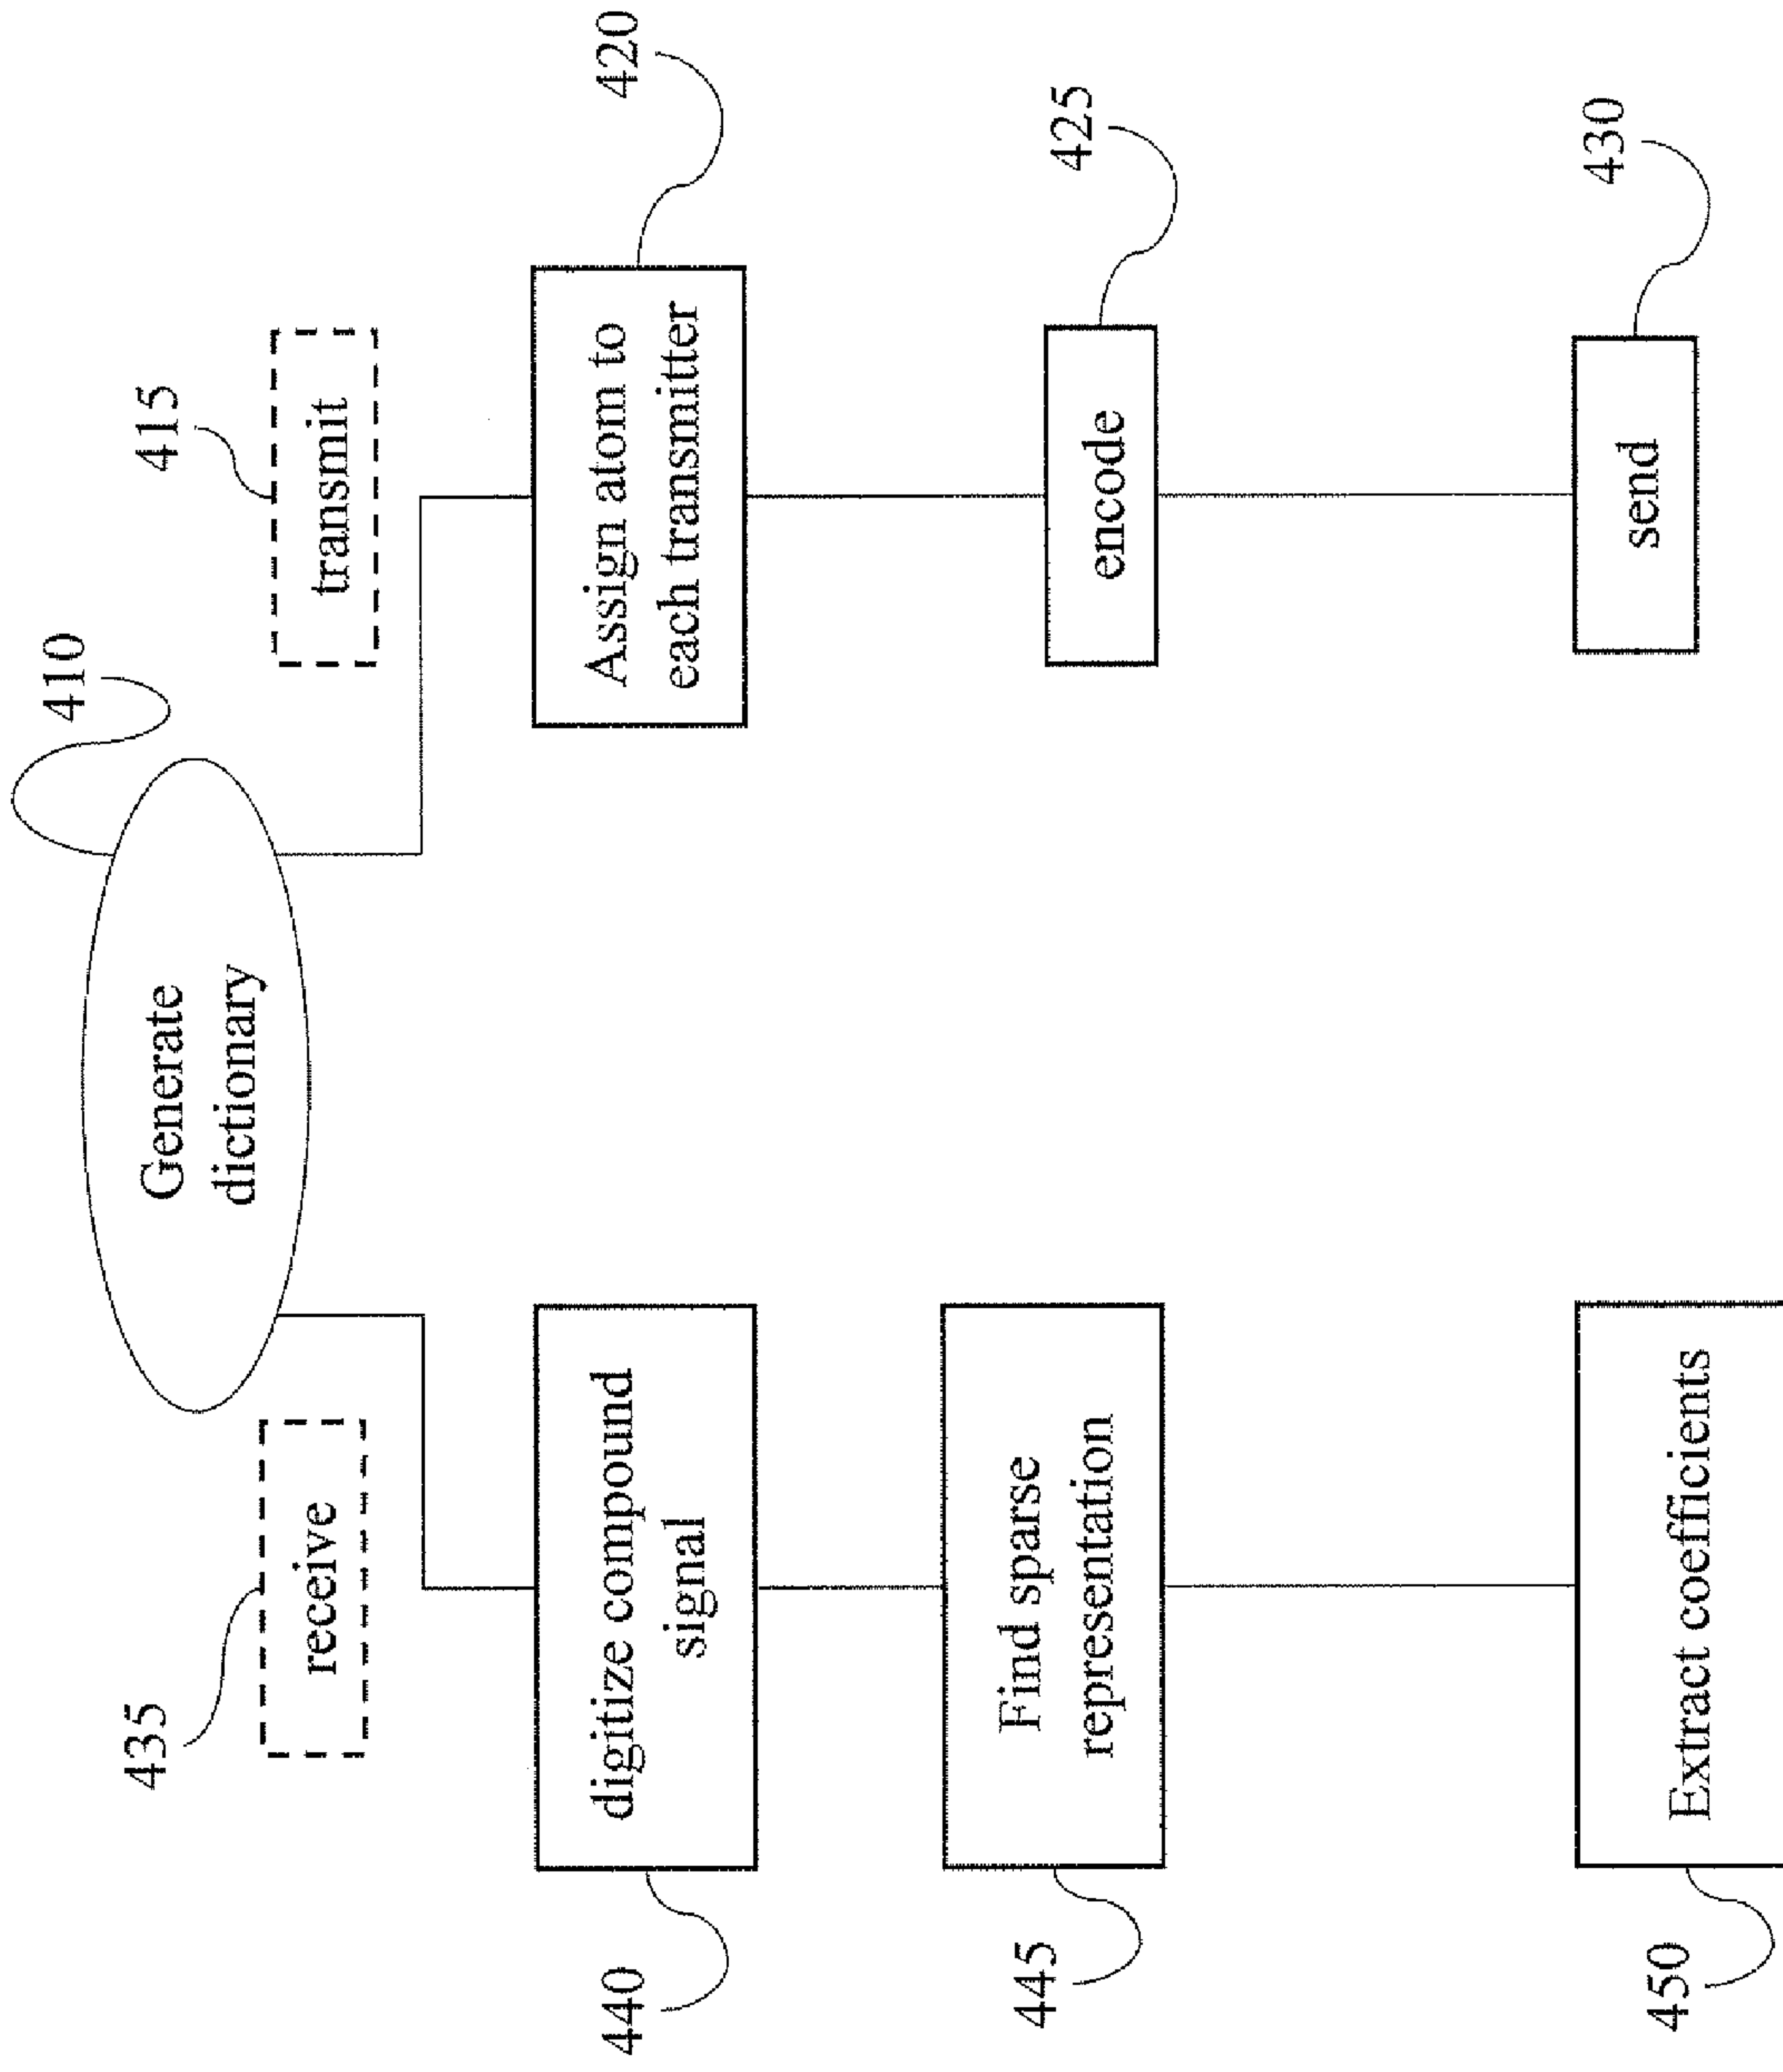 410
Generate
dictionary
435
receive
415
transmit
440
digitize compound
signal
445
Find sparse
representation
450
Extract coefficients
420
Assign atom to
each transmitter
425
encode
430
send